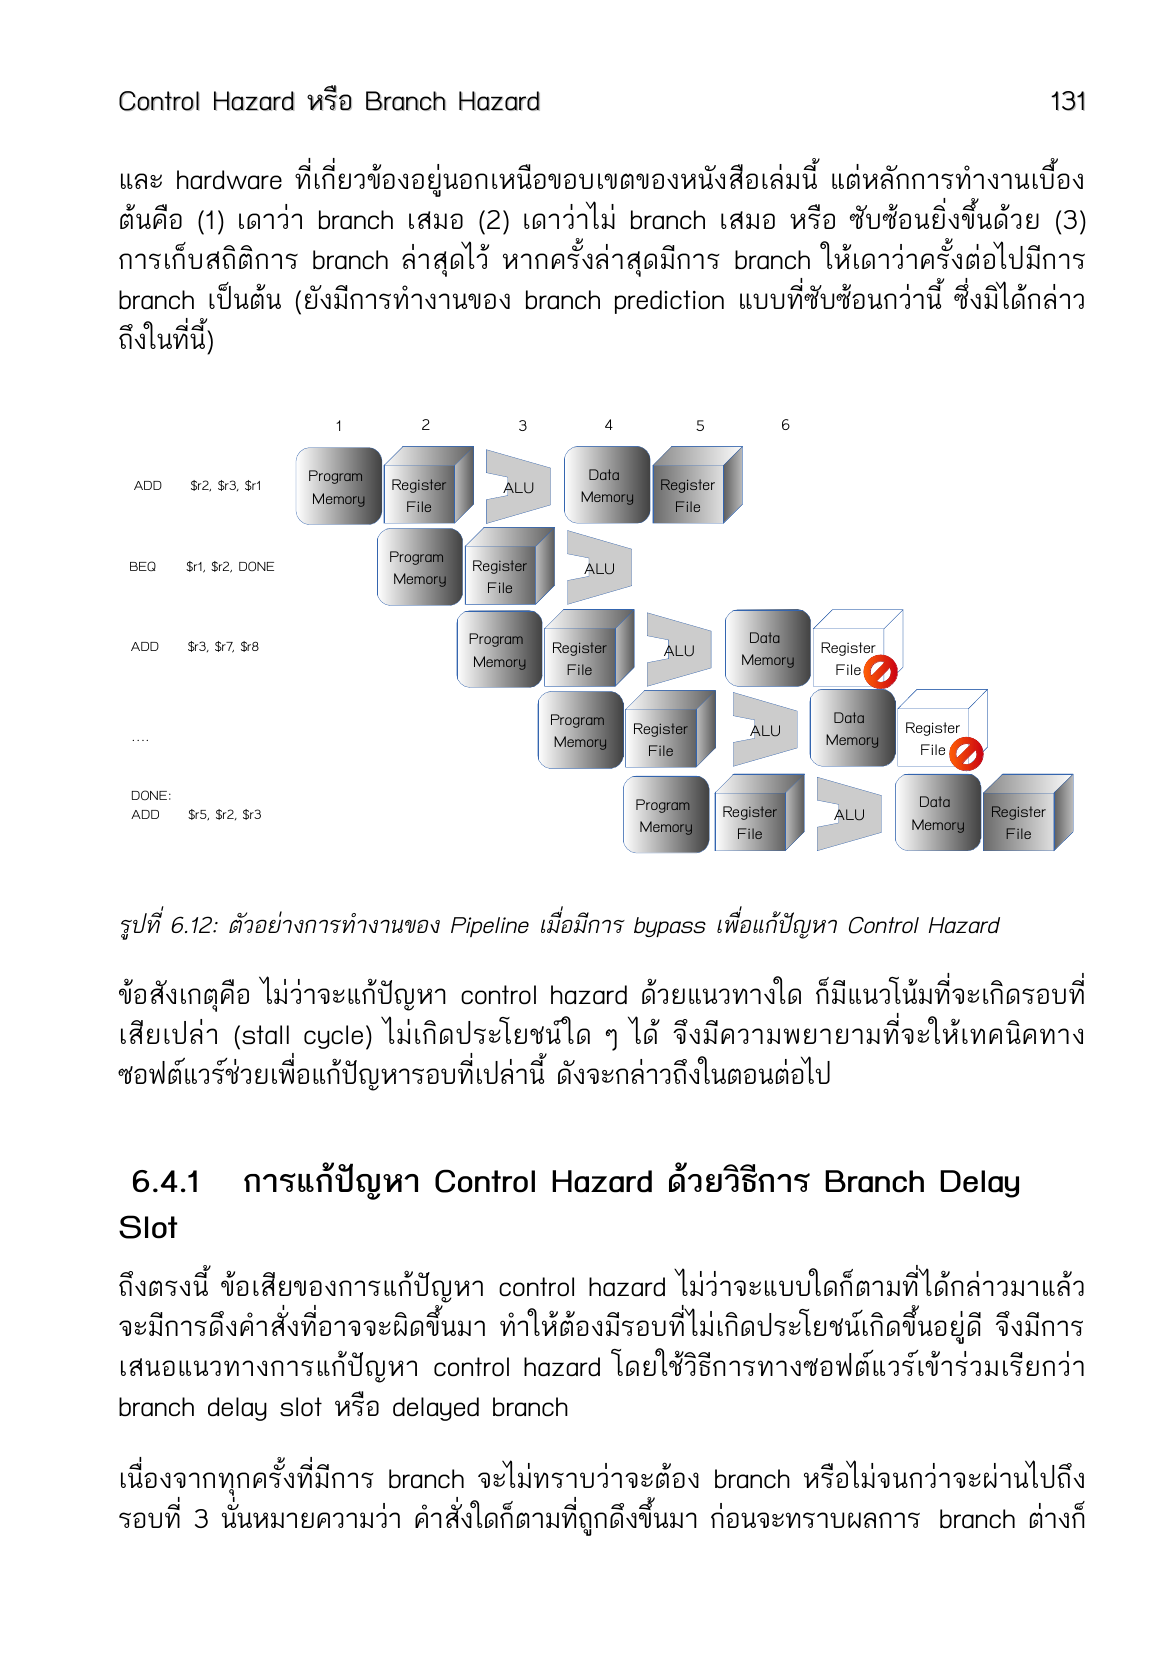 Control Hazard หรือ Branch Hazard 131
และ hardware ที่เกี่ยวข้องอยู่นอกเหนือขอบเขตของหนังสือเล่มนี้ แต่หลักการทำงานเบื้อง
ต้นคือ (1) เดาว่า branch เสมอ (2) เดาว่าไม่ branch เสมอ หรือ ซับซ้อนยิ่งขึ้นด้วย (3)
การเก็บสถิติการ branch ล่าสุดไว้ หากครั้งล่าสุดมีการ branch ให้เดาว่าครั้งต่อไปมีการ
branch เป็นต้น (ยังมีการทำงานของ branch prediction แบบที่ซับซ้อนกว่านี้ ซึ่งมิได้กล่าว
ถึงในที่นี้)
1 2 3 4 5 6
ADD $r2, $r3, $r1 Program Memory Register File ALU Data Memory Register File
BEQ $r1, $r2, DONE Program Memory Register File ALU
ADD $r3, $r7, $r8 Program Memory Register File ALU Data Memory Register File
.... Program Memory Register File ALU Data Memory Register File
DONE:
ADD $r5, $r2, $r3 Program Memory Register File ALU Data Memory Register File
รูปที่ 6.12: ตัวอย่างการทำงานของ Pipeline เมื่อมีการ bypass เพื่อแก้ปัญหา Control Hazard
ข้อสังเกตุคือ ไม่ว่าจะแก้ปัญหา control hazard ด้วยแนวทางใด ก็มีแนวโน้มที่จะเกิดรอบที่
เสียเปล่า (stall cycle) ไม่เกิดประโยชน์ใด ๆ ได้ จึงมีความพยายามที่จะให้เทคนิคทาง
ซอฟต์แวร์ช่วยเพื่อแก้ปัญหารอบที่เปล่านี้ ดังจะกล่าวถึงในตอนต่อไป
6.4.1 การแก้ปัญหา Control Hazard ด้วยวิธีการ Branch Delay
Slot
ถึงตรงนี้ ข้อเสียของการแก้ปัญหา control hazard ไม่ว่าจะแบบใดก็ตามที่ได้กล่าวมาแล้ว
จะมีการดึงคำสั่งที่อาจจะผิดขึ้นมา ทำให้ต้องมีรอบที่ไม่เกิดประโยชน์เกิดขึ้นอยู่ดี จึงมีการ
เสนอแนวทางการแก้ปัญหา control hazard โดยใช้วิธีการทางซอฟต์แวร์เข้าร่วมเรียกว่า
branch delay slot หรือ delayed branch
เนื่องจากทุกครั้งที่มีการ branch จะไม่ทราบว่าจะต้อง branch หรือไม่จนกว่าจะผ่านไปถึง
รอบที่ 3 นั่นหมายความว่า คำสั่งใดก็ตามที่ถูกดึงขึ้นมา ก่อนจะทราบผลการ branch ต่างก็